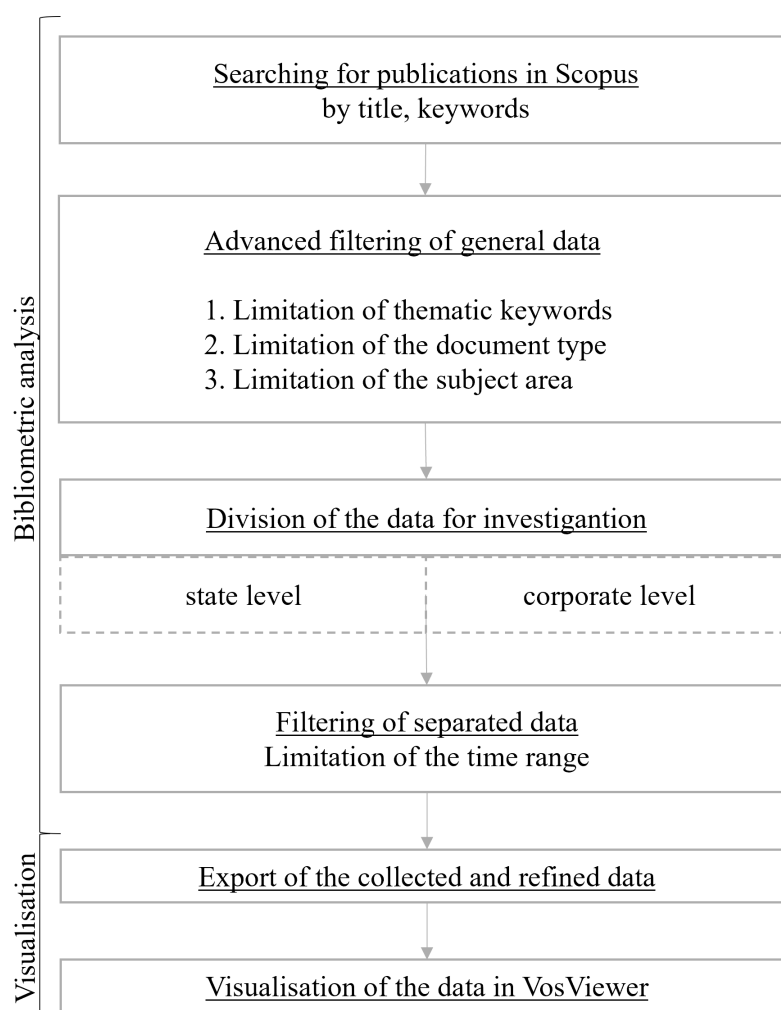 Bibliometric analysis
Searching for publications in Scopus
by title, keywords
Advanced filtering of general data
1. Limitation of thematic keywords
2. Limitation of the document type
3. Limitation of the subject area
Division of the data for investigantion
state level
corporate level
Filtering of separated data
Limitation of the time range
Visualisation
Export of the collected and refined data
Visualisation of the data in VosViewer